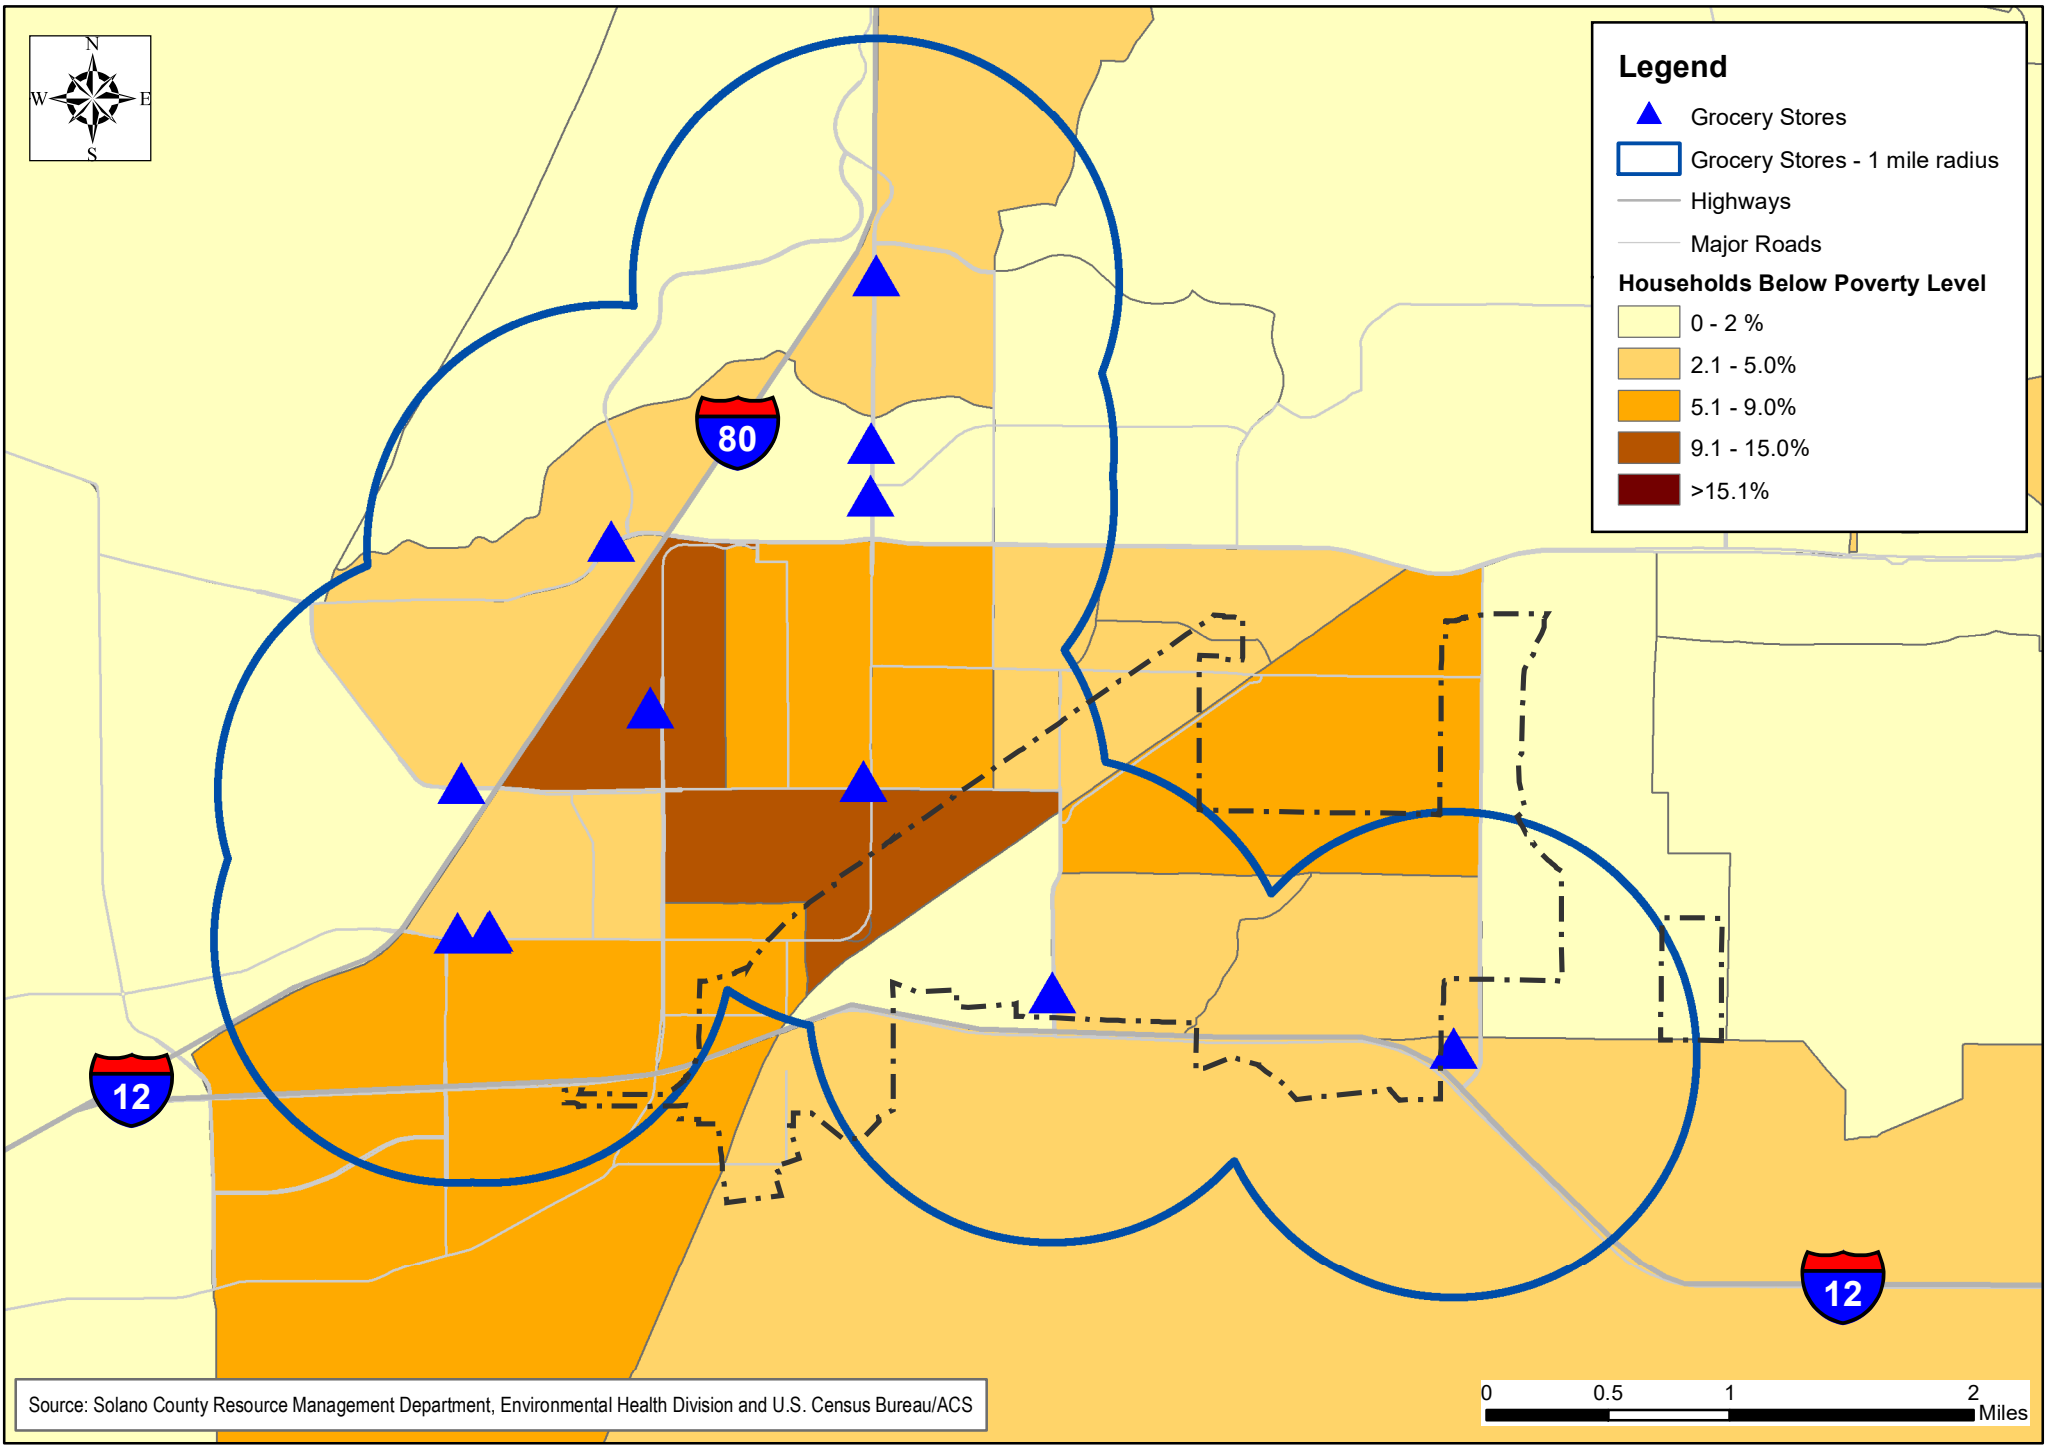 N
W E
S
Legend
Grocery Stores
Grocery Stores - 1 mile radius
Highways
Major Roads
Households Below Poverty Level
0 - 2 %
2.1 - 5.0%
5.1 - 9.0%
9.1 - 15.0%
>15.1%
80
12
12
Source: Solano County Resource Management Department, Environmental Health Division and U.S. Census Bureau/ACS
0 0.5 1 2
Miles